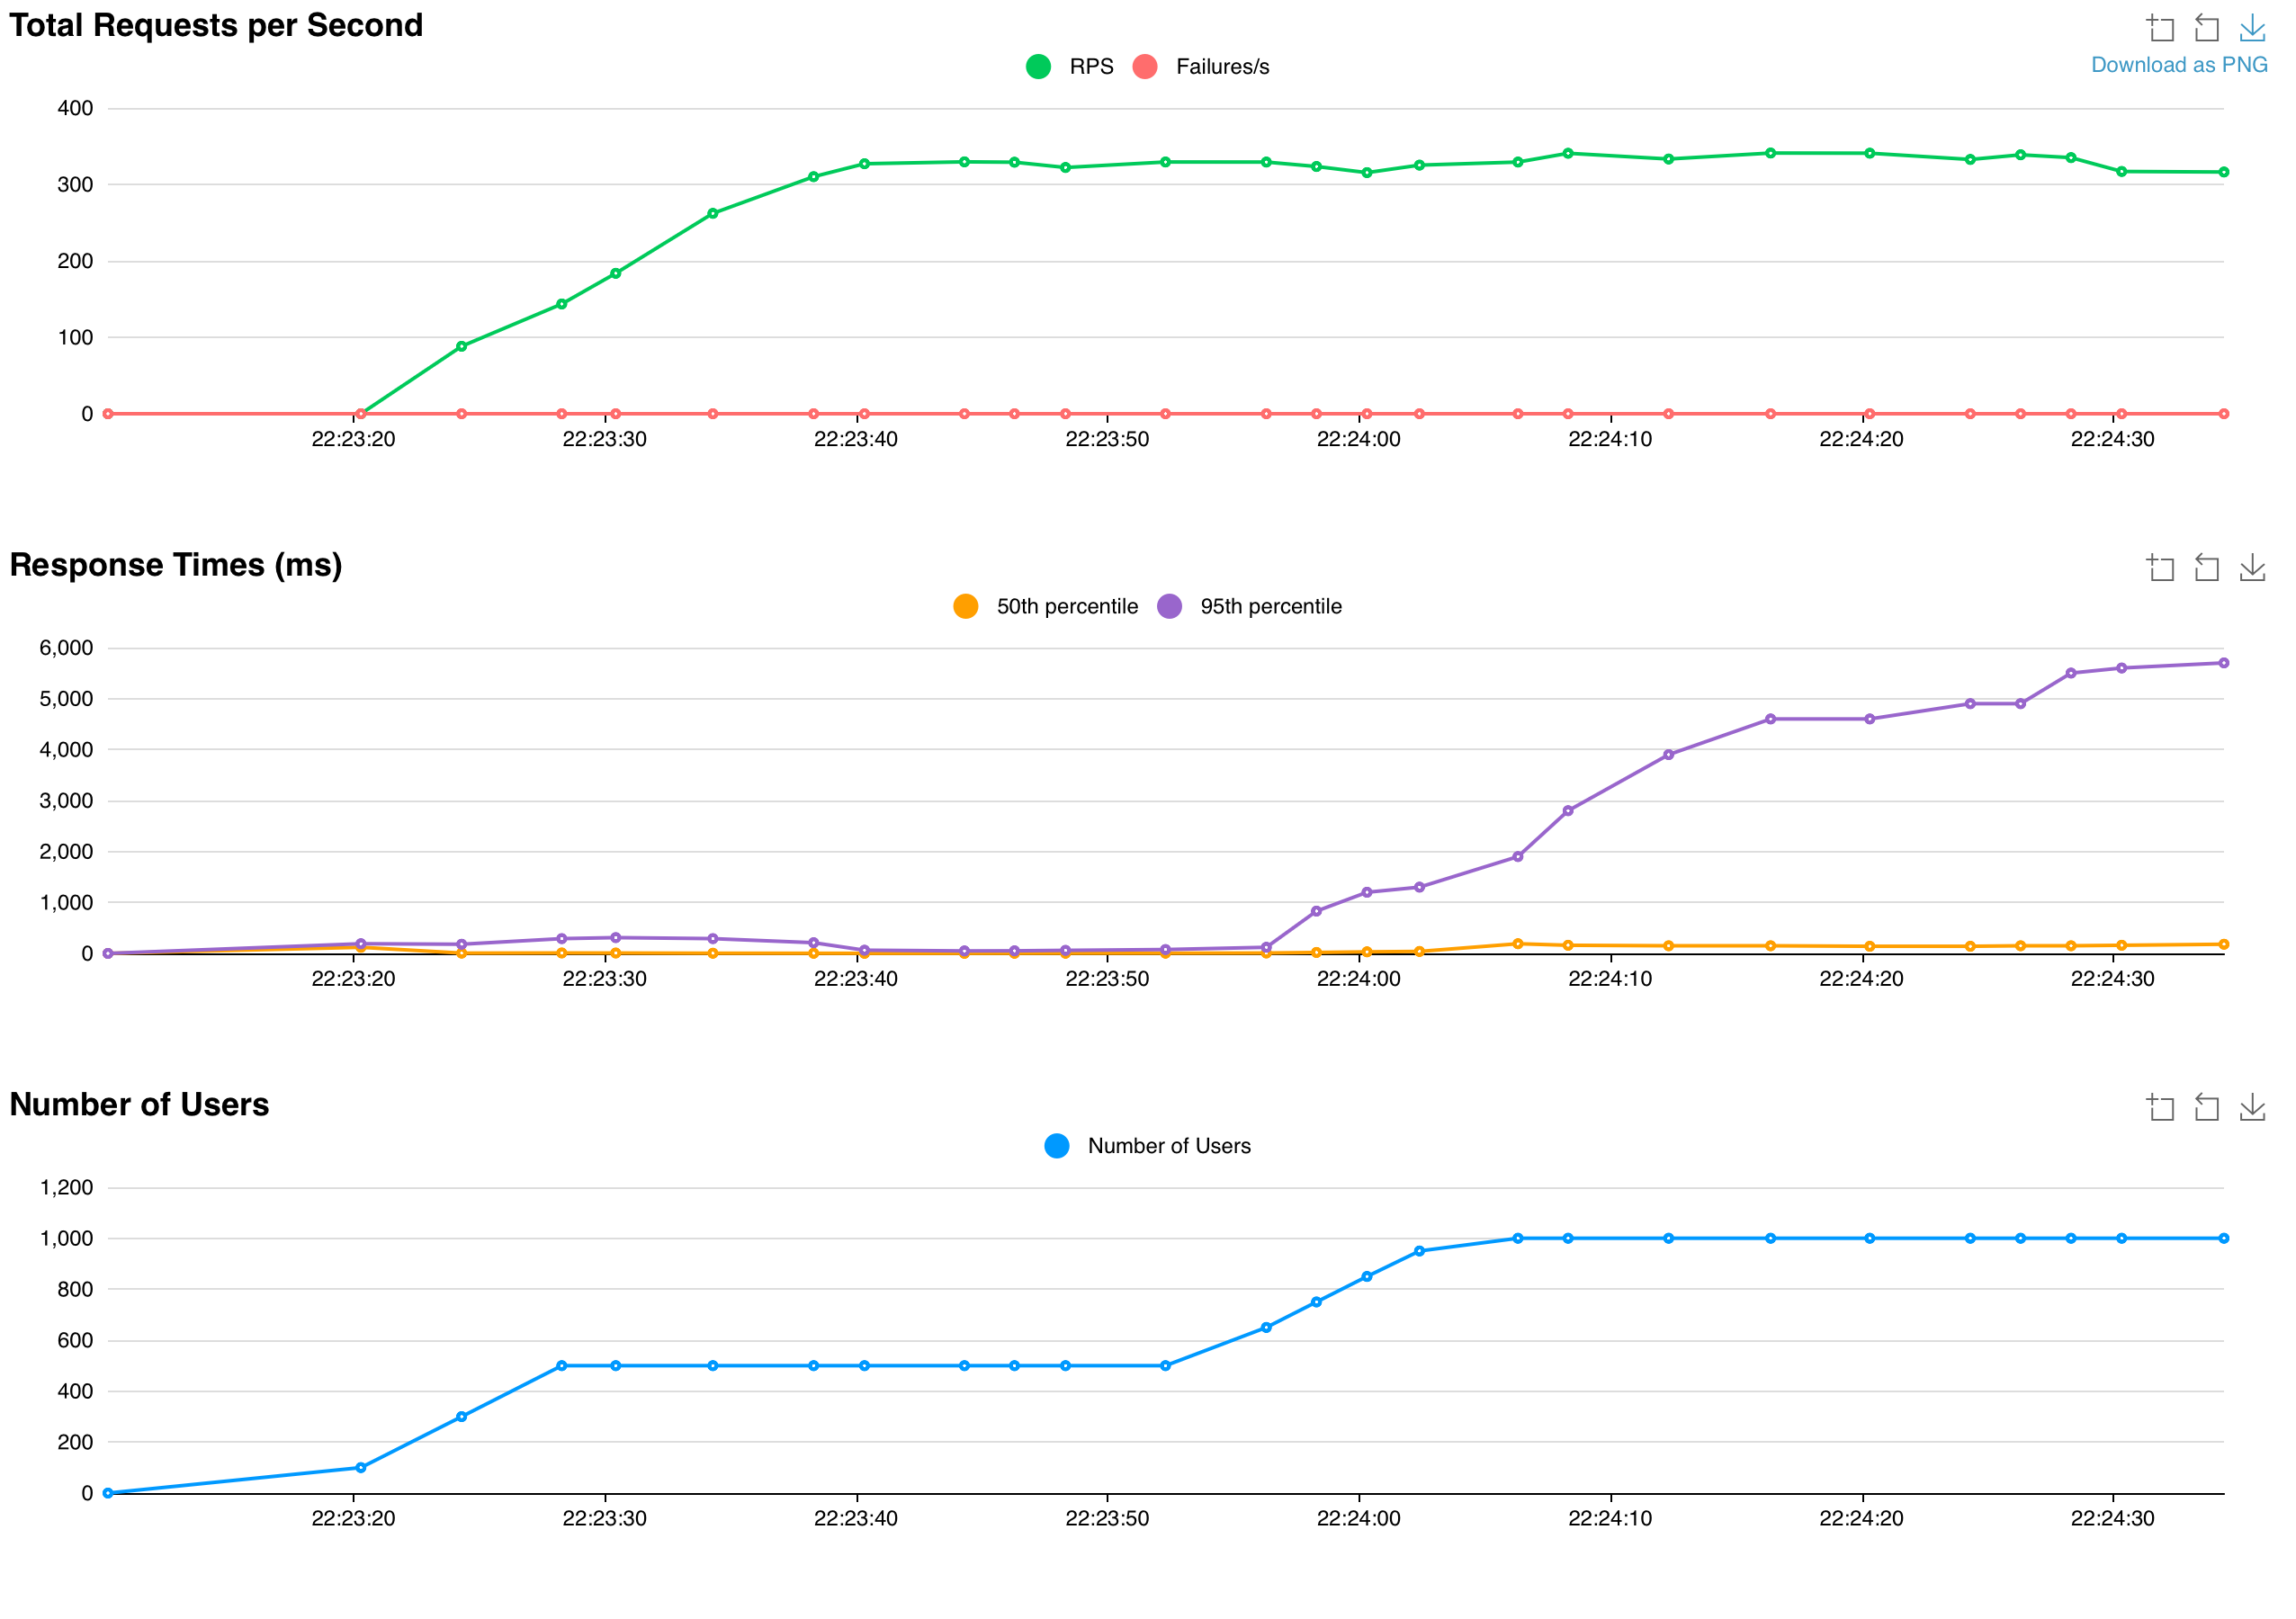 Total Requests per Second
RPS Failures/s
Download as PNG
400
300
200
100
0
22:23:20 22:23:30 22:23:40 22:23:50 22:24:00 22:24:10 22:24:20 22:24:30
Response Times (ms)
50th percentile 95th percentile
6,000
5,000
4,000
3,000
2,000
1,000
0
22:23:20 22:23:30 22:23:40 22:23:50 22:24:00 22:24:10 22:24:20 22:24:30
Number of Users
Number of Users
1,200
1,000
800
600
400
200
0
22:23:20 22:23:30 22:23:40 22:23:50 22:24:00 22:24:10 22:24:20 22:24:30